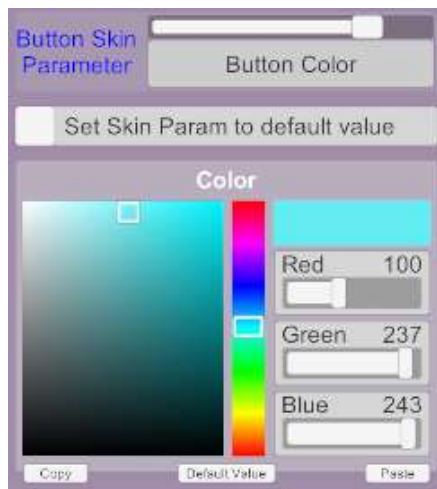 Button Skin
Parameter
Button Color
Set Skin Param to default value
Color
Red 100
Green 237
Blue 243
Copy
Default Value
Paste